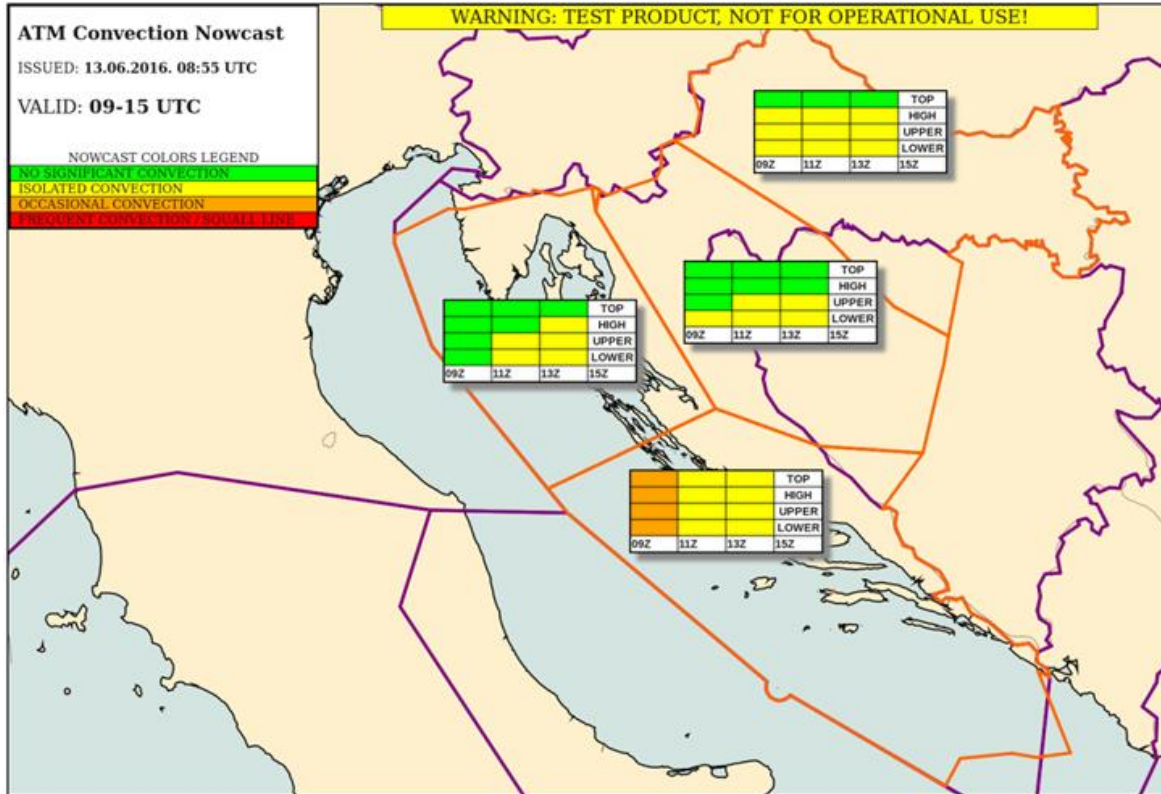 WARNING: TEST PRODUCT, NOT FOR OPERATIONAL USE!
ATM Convection Nowcast
ISSUED: 13.06.2016. 08:55 UTC
VALID: 09-15 UTC
NOWCAST COLORS LEGEND
NO SIGNIFICANT CONVECTION
ISOLATED CONVECTION
OCCASIONAL CONVECTION
FREQUENT CONVECTION / SQUALL LINE
TOP
HIGH
UPPER
LOWER
09Z 11Z 13Z 15Z
TOP
HIGH
UPPER
LOWER
09Z 11Z 13Z 15Z
TOP
HIGH
UPPER
LOWER
09Z 11Z 13Z 15Z
TOP
HIGH
UPPER
LOWER
09Z 11Z 13Z 15Z